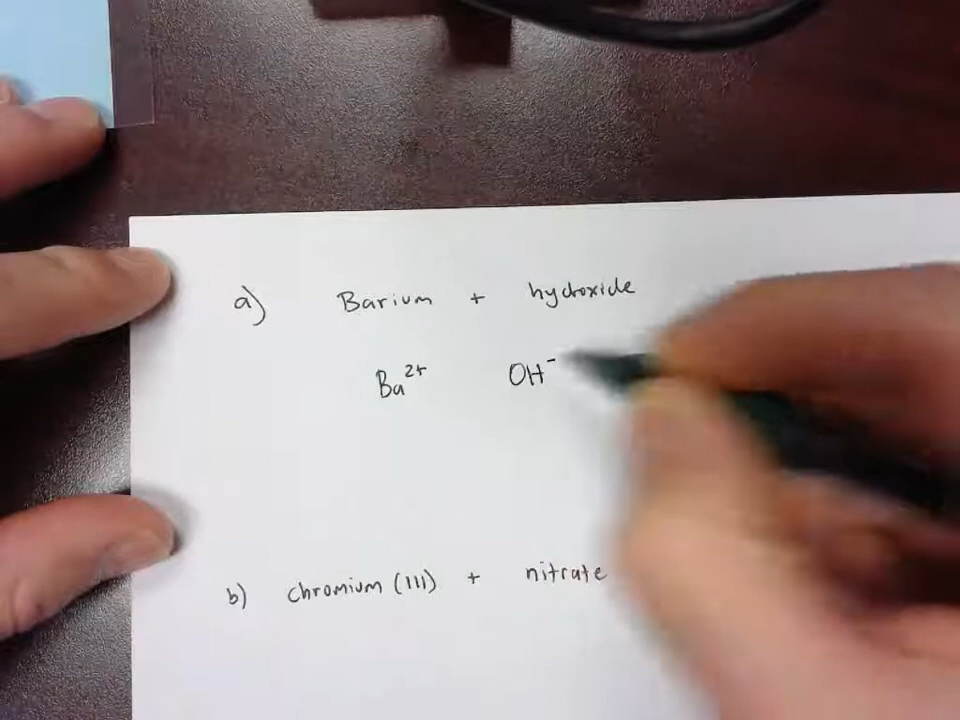 a) Barium + hydroxide
Ba²⁺ OH⁻
b) chromium (III) + nitrate